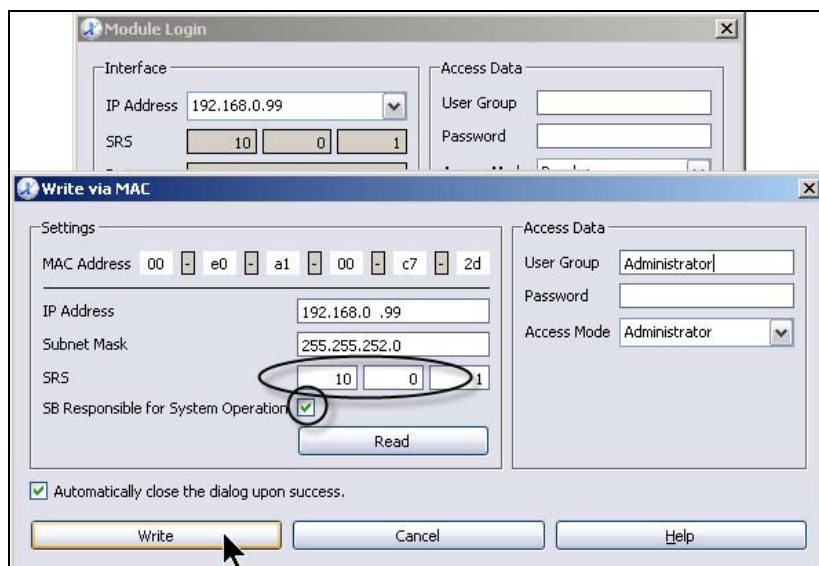 Module Login
Interface
IP Address 192.168.0.99
SRS 10 0 1
Access Data
User Group
Password
Write via MAC
Settings
MAC Address 00 - e0 - a1 - 00 - c7 - 2d
IP Address 192.168.0 .99
Subnet Mask 255.255.252.0
SRS 10 0 1
SB Responsible for System Operation
Read
Access Data
User Group Administrator
Password
Access Mode Administrator
Automatically close the dialog upon success.
Write Cancel Help